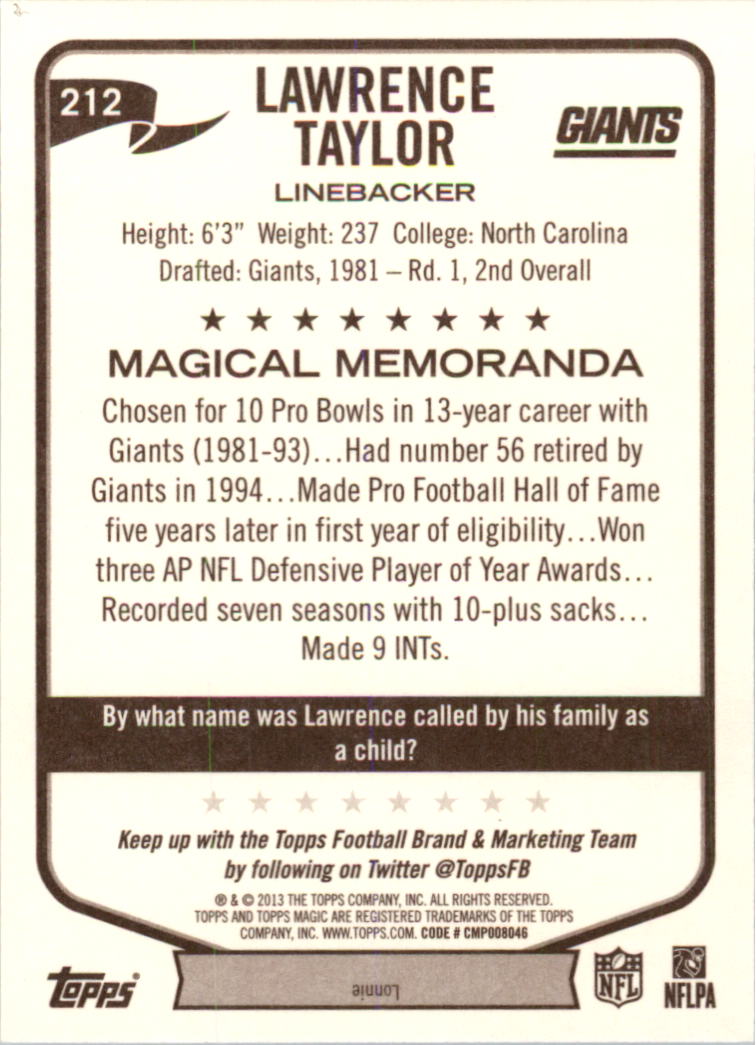 212
LAWRENCE
TAYLOR
GIANTS
LINEBACKER
Height: 6'3" Weight: 237 College: North Carolina
Drafted: Giants, 1981 – Rd. 1, 2nd Overall
MAGICAL MEMORANDA
Chosen for 10 Pro Bowls in 13-year career with
Giants (1981-93)...Had number 56 retired by
Giants in 1994...Made Pro Football Hall of Fame
five years later in first year of eligibility...Won
three AP NFL Defensive Player of Year Awards...
Recorded seven seasons with 10-plus sacks...
Made 9 INTs.
By what name was Lawrence called by his family as
a child?
Keep up with the Topps Football Brand & Marketing Team
by following on Twitter @ToppsFB
® & © 2013 THE TOPPS COMPANY, INC. ALL RIGHTS RESERVED.
TOPPS AND TOPPS MAGIC ARE REGISTERED TRADEMARKS OF THE TOPPS
COMPANY, INC. WWW.TOPPS.COM. CODE # CMP008046
Topps®
Lonnie
NFL
NFLPA